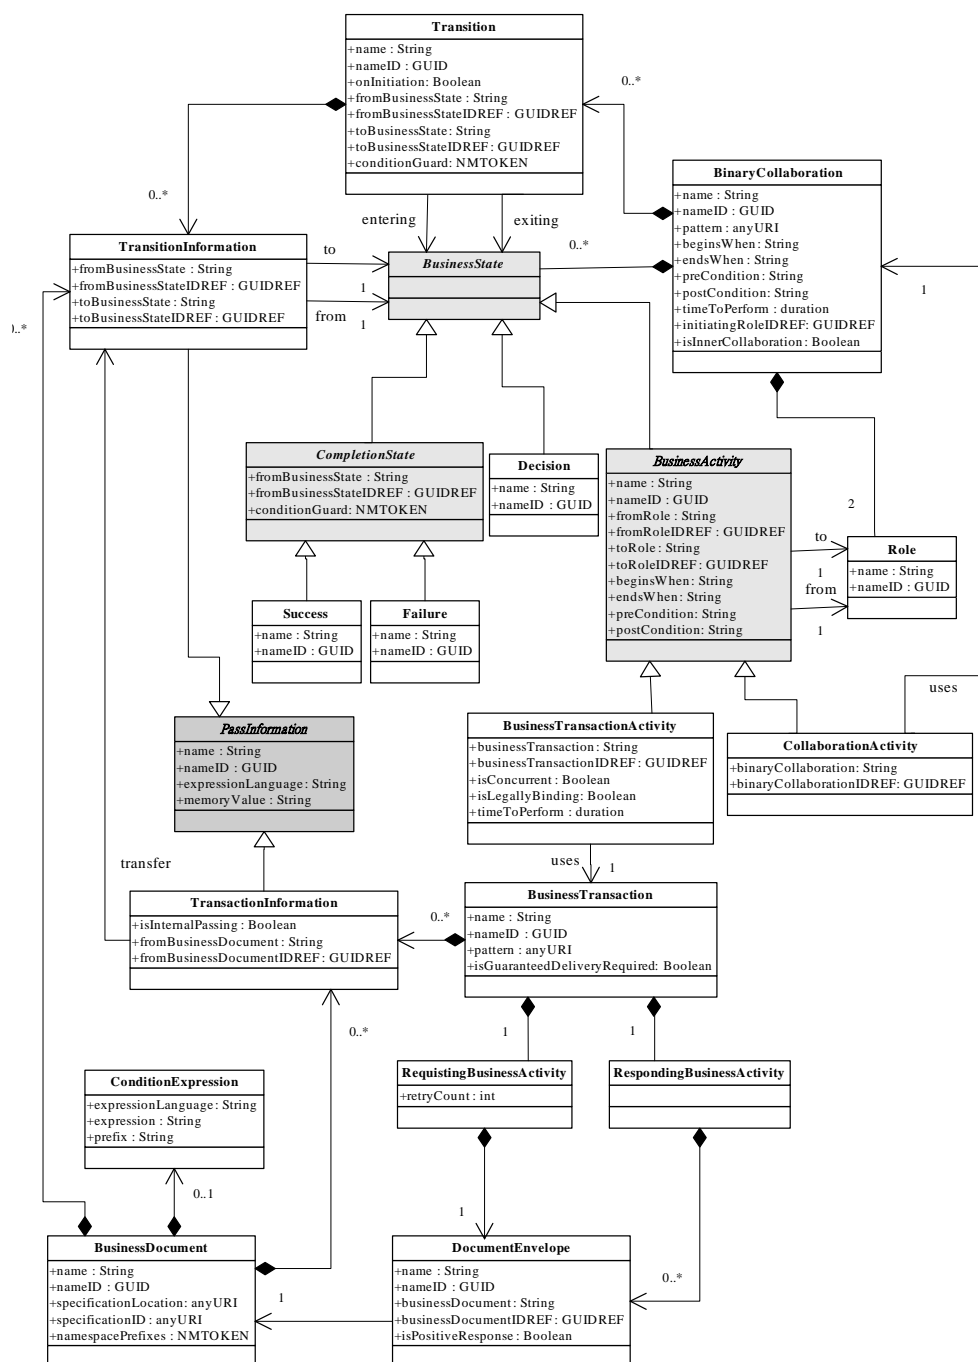 Transition
+name : String
+nameID : GUID
+onInitiation: Boolean
+fromBusinessState : String
+fromBusinessStateIDREF : GUIDREF
+toBusinessState: String
+toBusinessStateIDREF: GUIDREF
+conditionGuard: NMTOKEN
0..*
0..*
entering
exiting
BinaryCollaboration
+name : String
+nameID : GUID
+pattern : anyURI
+beginsWhen: String
+endsWhen : String
+preCondition: String
+postCondition: String
+timeToPerform : duration
+initiatingRoleIDREF: GUIDREF
+isInnerCollaboration : Boolean
TransitionInformation
+fromBusinessState : String
+fromBusinessStateIDREF : GUIDREF
+toBusinessState : String
+toBusinessStateIDREF : GUIDREF
to
1
from
1
BusinessState
0..*
1
0..*
CompletionState
+fromBusinessState : String
+fromBusinessStateIDREF : GUIDREF
+conditionGuard: NMTOKEN
Decision
+name : String
+nameID : GUID
BusinessActivity
+name : String
+nameID : GUID
+fromRole : String
+fromRoleIDREF : GUIDREF
+toRole : String
+toRoleIDREF : GUIDREF
+beginsWhen : String
+endsWhen : String
+preCondition : String
+postCondition: String
2
to
1
from
1
Role
+name : String
+nameID : GUID
Success
+name : String
+nameID : GUID
Failure
+name : String
+nameID : GUID
uses
PassInformation
+name : String
+nameID : GUID
+expressionLanguage: String
+memoryValue : String
BusinessTransactionActivity
+businessTransaction: String
+businessTransactionIDREF: GUIDREF
+isConcurrent : Boolean
+isLegallyBinding: Boolean
+timeToPerform : duration
CollaborationActivity
+binaryCollaboration: String
+binaryCollaborationIDREF: GUIDREF
transfer
uses
1
TransactionInformation
+isInternalPassing : Boolean
+fromBusinessDocument : String
+fromBusinessDocumentIDREF: GUIDREF
0..*
BusinessTransaction
+name : String
+nameID : GUID
+pattern : anyURI
+isGuaranteedDeliveryRequired: Boolean
0..*
1
1
ConditionExpression
+expressionLanguage: String
+expression : String
+prefix : String
RequistingBusinessActivity
+retryCount : int
RespondingBusinessActivity
0..1
1
BusinessDocument
+name : String
+nameID : GUID
+specificationLocation: anyURI
+specificationID : anyURI
+namespacePrefixes : NMTOKEN
1
DocumentEnvelope
+name : String
+nameID : GUID
+businessDocument: String
+businessDocumentIDREF: GUIDREF
+isPositiveResponse : Boolean
0..*